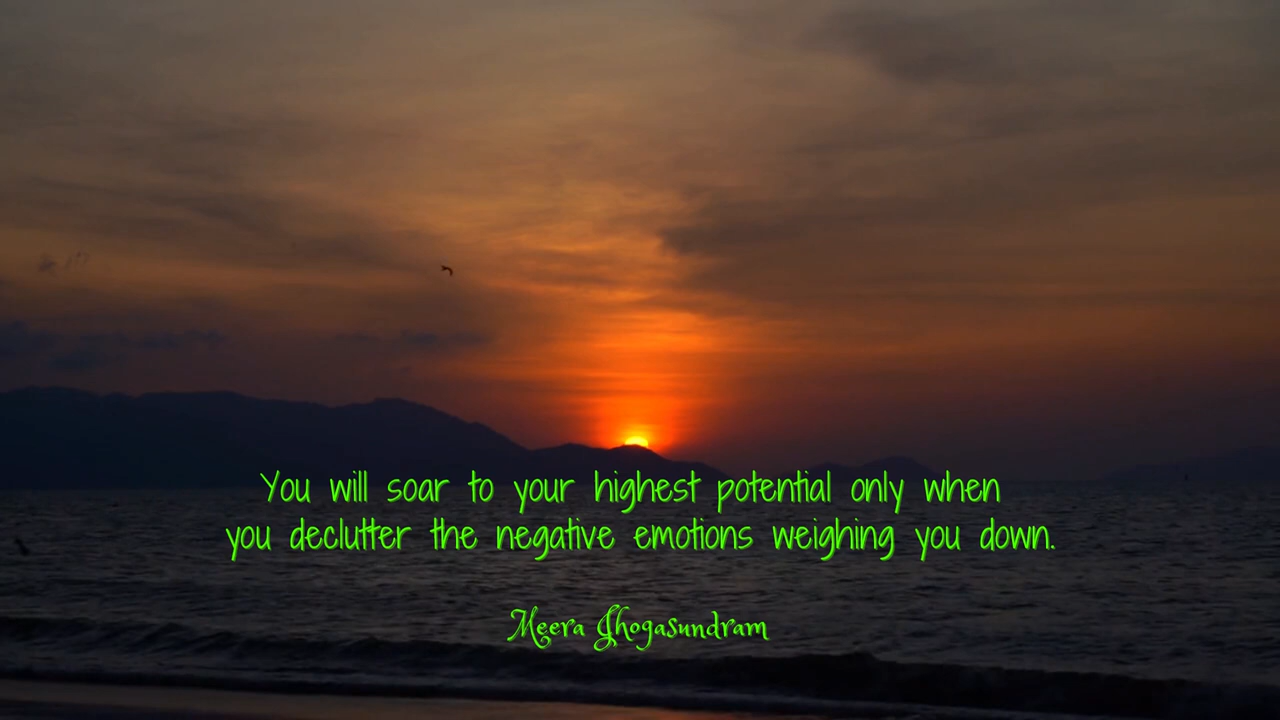 You will soar to your highest potential only when
you declutter the negative emotions weighing you down.
Meera Jhogasundram